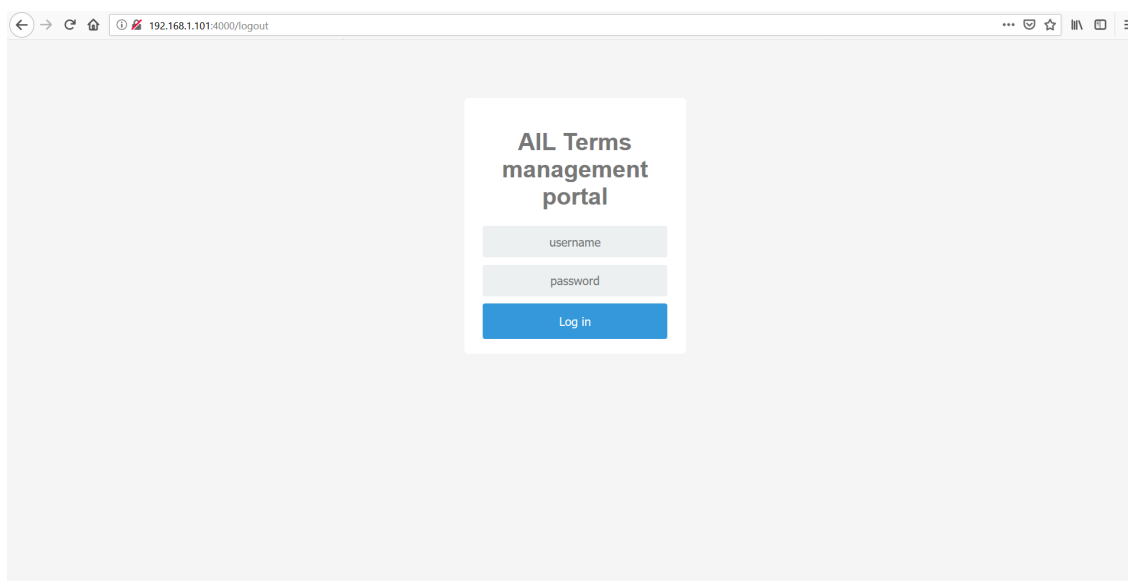 192.168.1.101:4000/logout
AIL Terms
management
portal
username
password
Log in